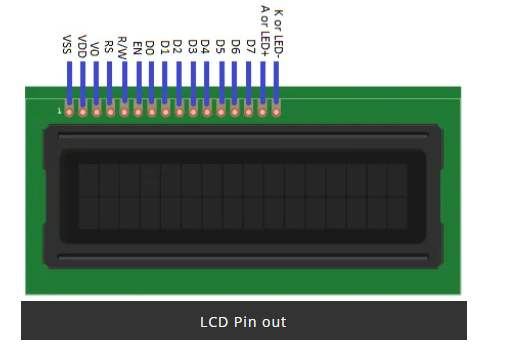 VSS
VDD
V0
RS
R/W
EN
D0
D1
D2
D3
D4
D5
D6
D7
A or LED+
K or LED-
1
LCD Pin out